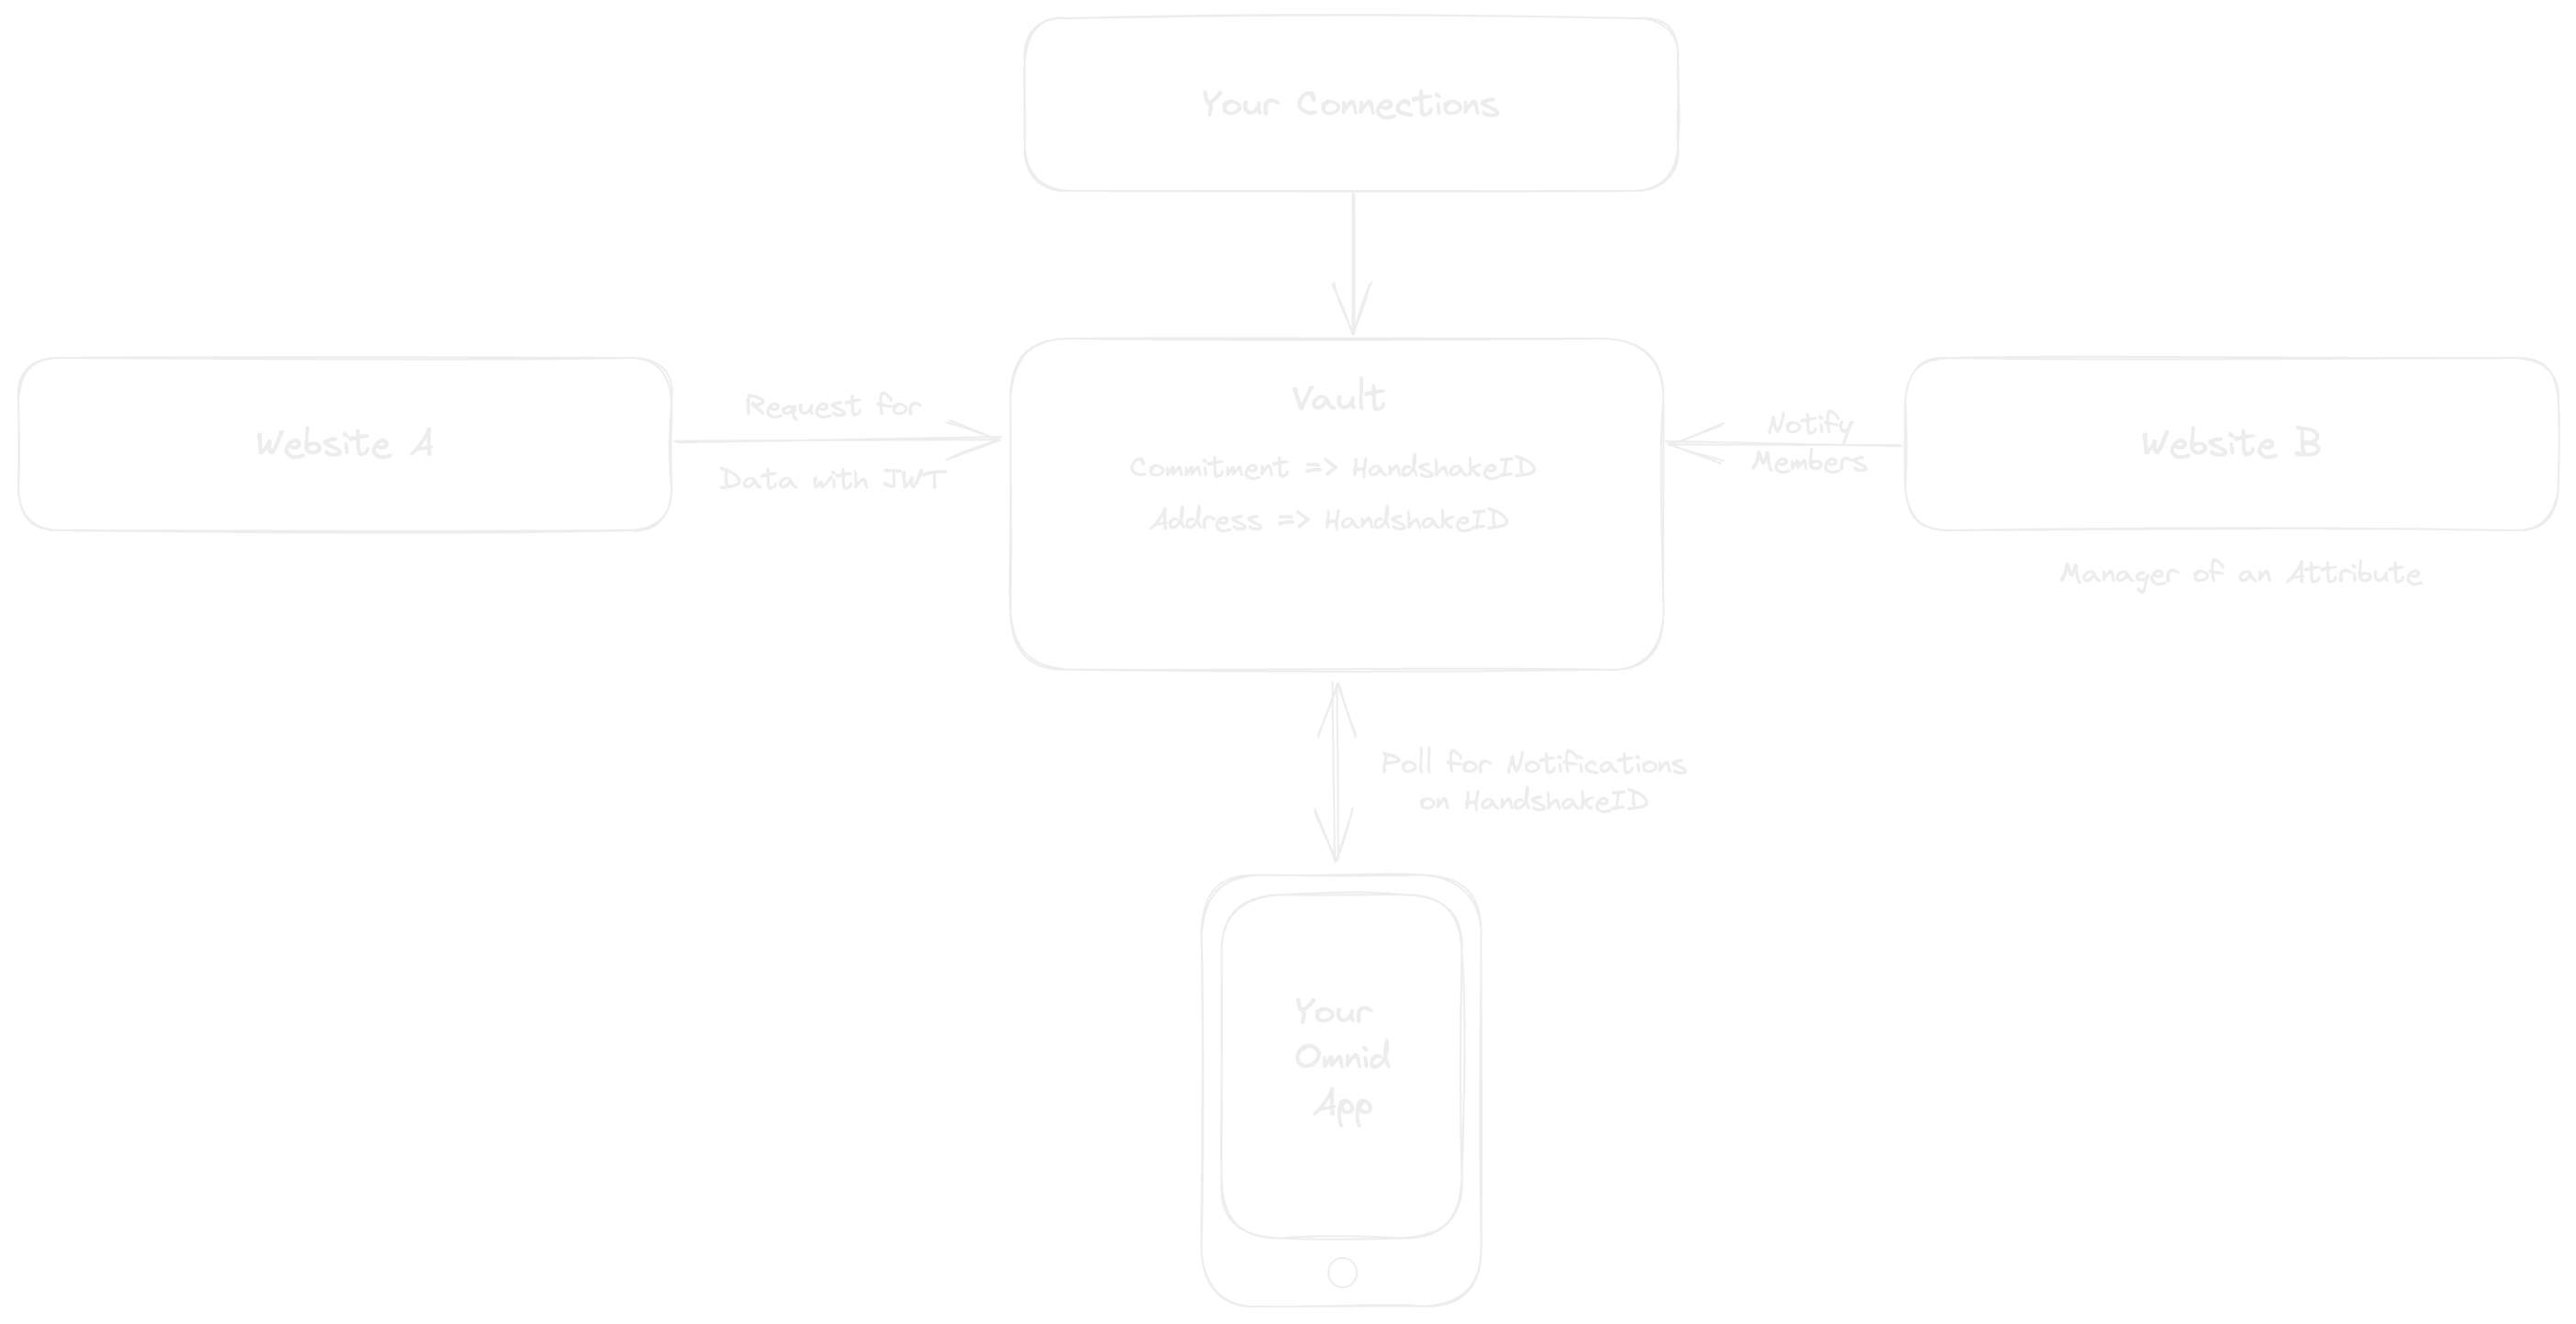 Your Connections
Vault
Request for
Data with JWT
Website A
Commitment => HandshakeID
Address => HandshakeID
Notify
Members
Website B
Manager of an Attribute
Poll for Notifications
on HandshakeID
Your
Omnid
App